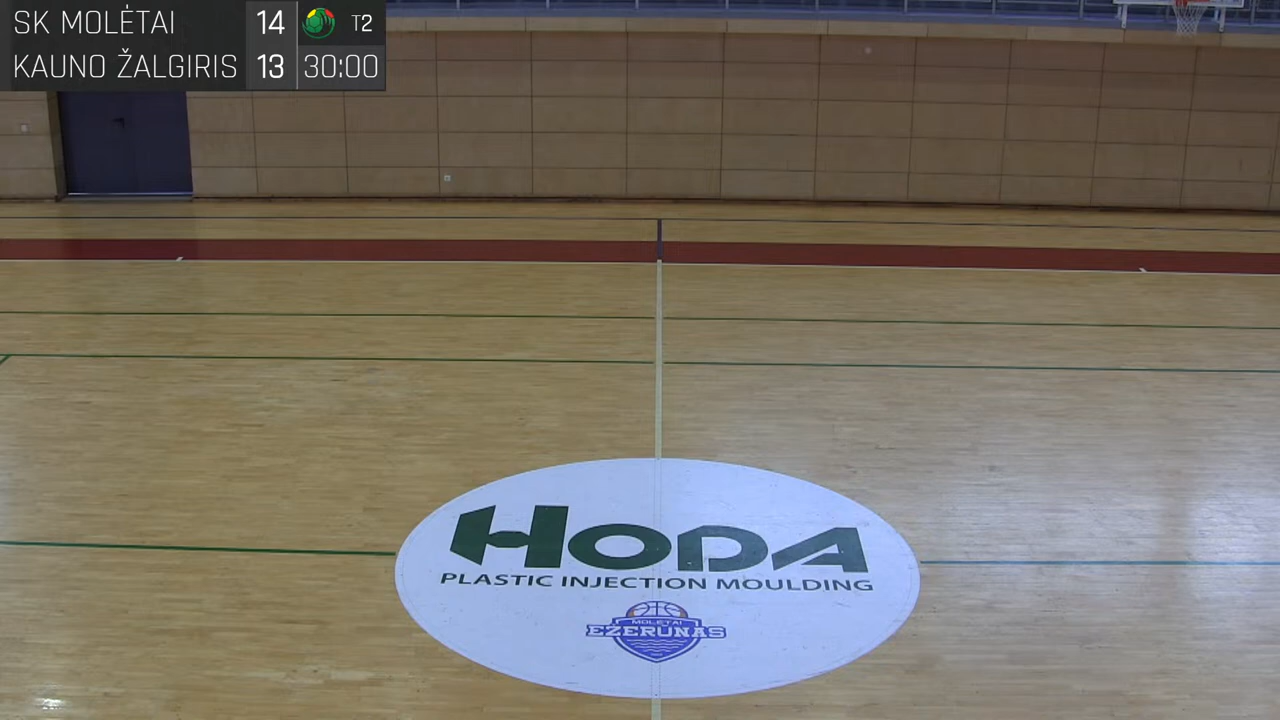 SK MOLĖTAI 14 T2
KAUNO ŽALGIRIS 13 30:00
HODA
PLASTIC INJECTION MOULDING
MOLĖTAI
EŽERŪNAS